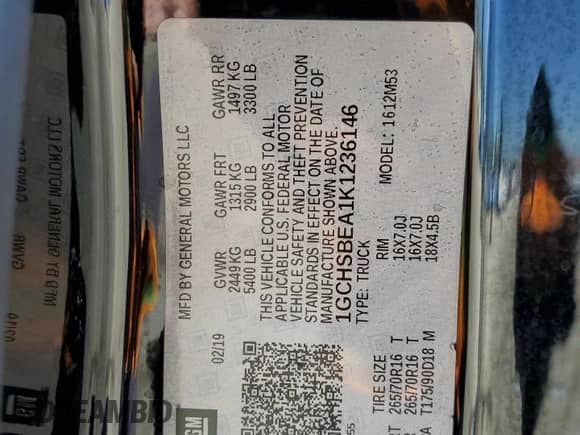 MFD BY GENERAL MOTORS LLC
02/19
GVWR GAWR FRT GAWR RR
2449 KG 1315 KG 1497 KG
5400 LB 2900 LB 3300 LB
THIS VEHICLE CONFORMS TO ALL
APPLICABLE U.S. FEDERAL MOTOR
VEHICLE SAFETY AND THEFT PREVENTION
STANDARDS IN EFFECT ON THE DATE OF
MANUFACTURE SHOWN ABOVE.
1GCHSBEA1K1236146
TYPE: TRUCK MODEL: 1612M53
TIRE SIZE RIM
265/70R16 T 16X7.0J
265/70R16 T 16X7.0J
T175/90D18 M 18X4.5B
GM